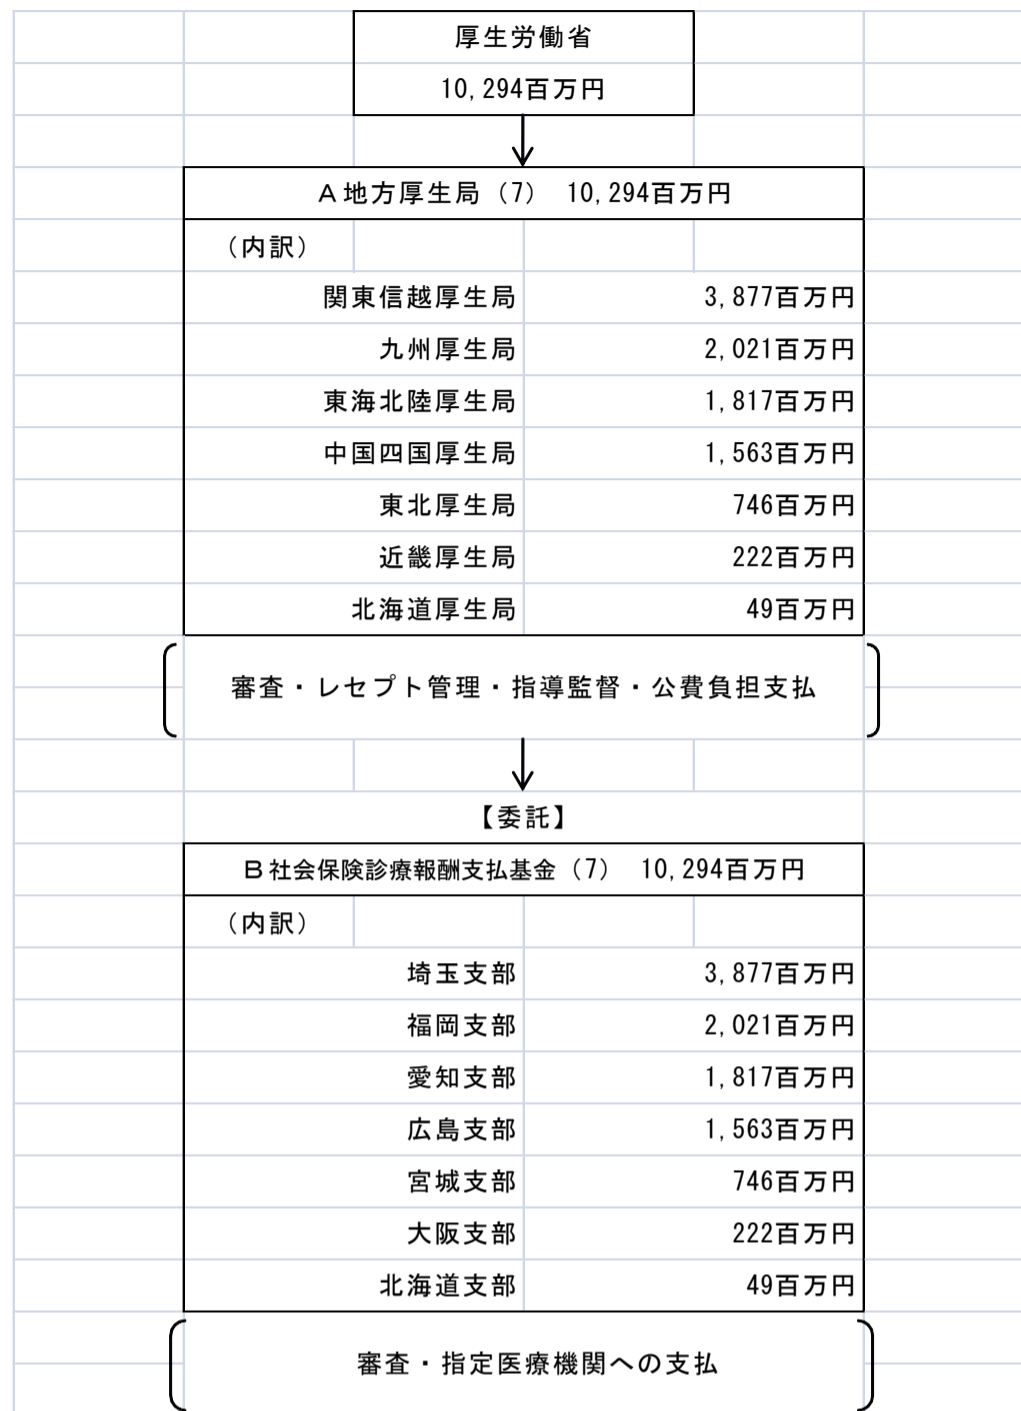 厚生労働省
10,294百万円
A地方厚生局（7） 10,294百万円
（内訳）
関東信越厚生局 3,877百万円
九州厚生局 2,021百万円
東海北陸厚生局 1,817百万円
中国四国厚生局 1,563百万円
東北厚生局 746百万円
近畿厚生局 222百万円
北海道厚生局 49百万円
審査・レセプト管理・指導監督・公費負担支払
【委託】
B社会保険診療報酬支払基金（7） 10,294百万円
（内訳）
埼玉支部 3,877百万円
福岡支部 2,021百万円
愛知支部 1,817百万円
広島支部 1,563百万円
宮城支部 746百万円
大阪支部 222百万円
北海道支部 49百万円
審査・指定医療機関への支払